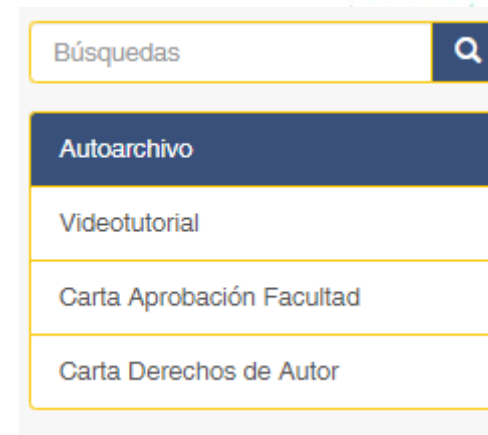 Búsquedas
Autoarchivo
Videotutorial
Carta Aprobación Facultad
Carta Derechos de Autor